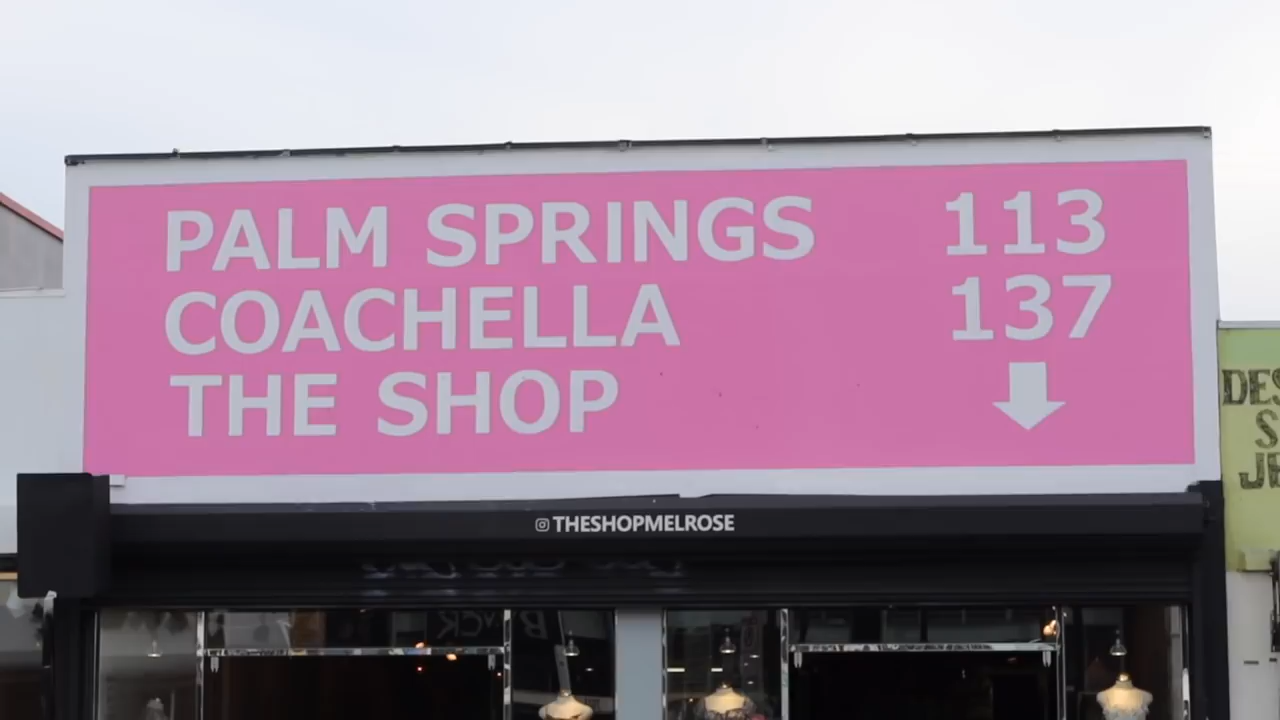 PALM SPRINGS 113
COACHELLA 137
THE SHOP
THESHOPMELROSE